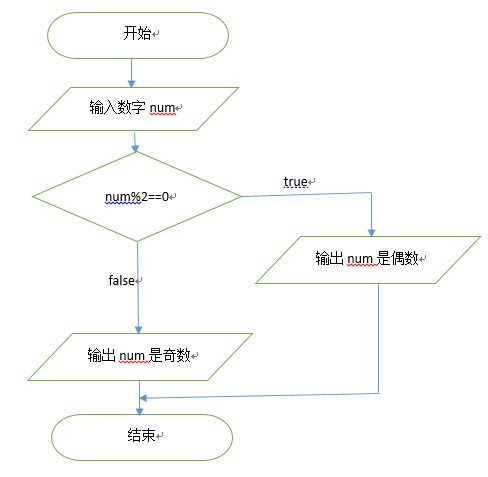 开始
输入数字 num
num%2==0
true
输出 num 是偶数
false
输出 num 是奇数
结束